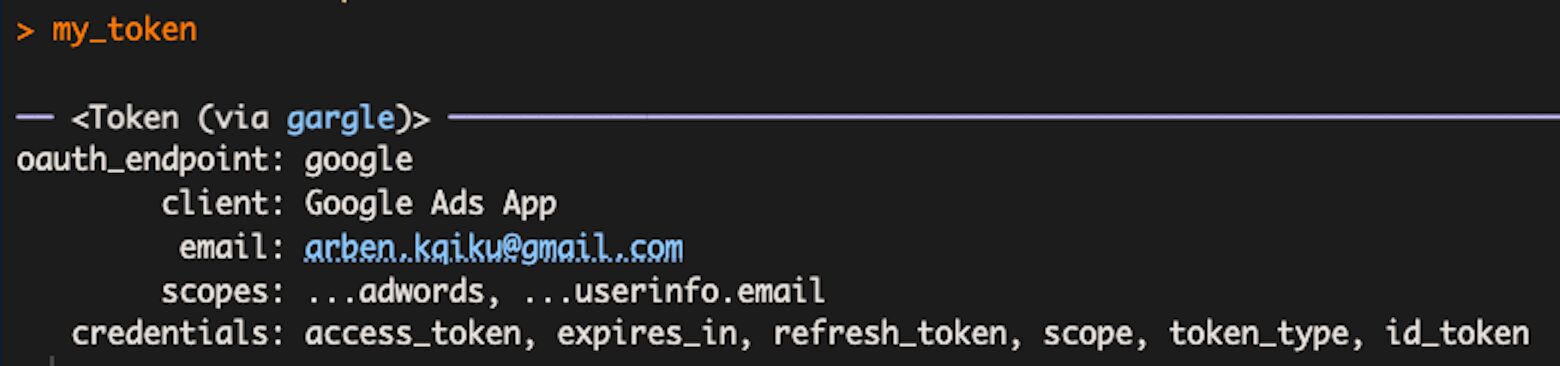 > my_token
── <Token (via gargle)> ──────────────────────────────
oauth_endpoint: google
client: Google Ads App
email: arben.kqiku@gmail.com
scopes: ...adwords, ...userinfo.email
credentials: access_token, expires_in, refresh_token, scope, token_type, id_token